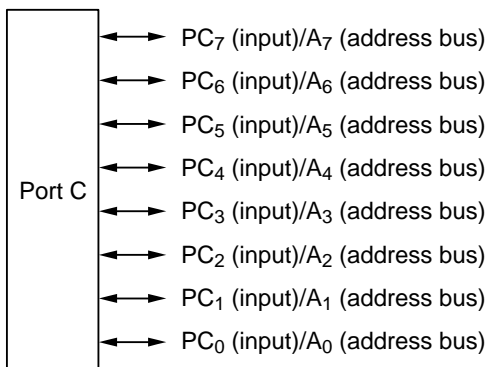 PC7 (input)/A7 (address bus)
PC6 (input)/A6 (address bus)
PC5 (input)/A5 (address bus)
PC4 (input)/A4 (address bus)
Port C
PC3 (input)/A3 (address bus)
PC2 (input)/A2 (address bus)
PC1 (input)/A1 (address bus)
PC0 (input)/A0 (address bus)